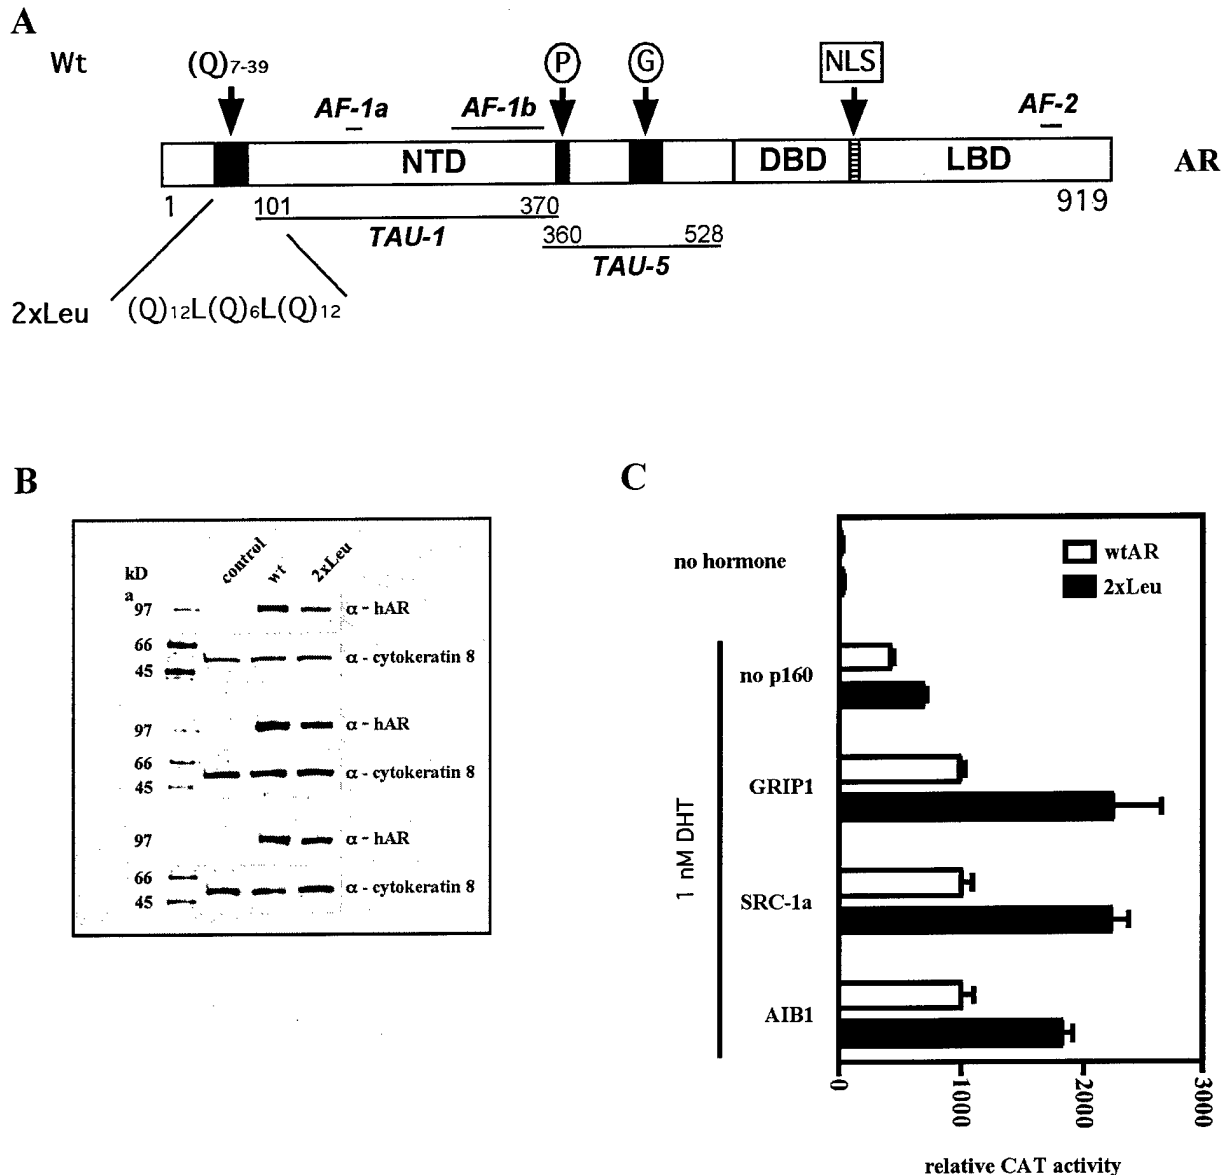 A
Wt (Q)7-39 P G NLS
AF-1a AF-1b AF-2
NTD DBD LBD AR
1 101 370 919
TAU-1 360 528
TAU-5
2xLeu (Q)12L(Q)6L(Q)12
B
control wt 2xLeu
kD
a
97 α - hAR
66
45 α - cytokeratin 8
97 α - hAR
66
45 α - cytokeratin 8
97 α - hAR
66
45 α - cytokeratin 8
C
wtAR
2xLeu
no hormone
no p160
GRIP1
SRC-1a
AIB1
1 nM DHT
0 1000 2000 3000
relative CAT activity